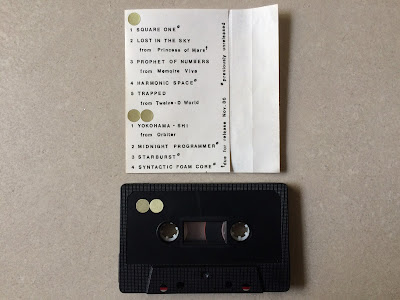 1 SQUARE ONE*
2 LOST IN THE SKY
from Princess of Mars†
3 PROPHET OF NUMBERS
from Memoire Vive
4 HARMONIC SPACE*
5 TRAPPED
from Twelve-D World
1 YOKOHAMA-SHI
from Orbiter
2 MIDNIGHT PROGRAMMER*
3 STARBURST*
4 SYNTACTIC FOAM CORE*
*previously unreleased
†due for release Nov.86